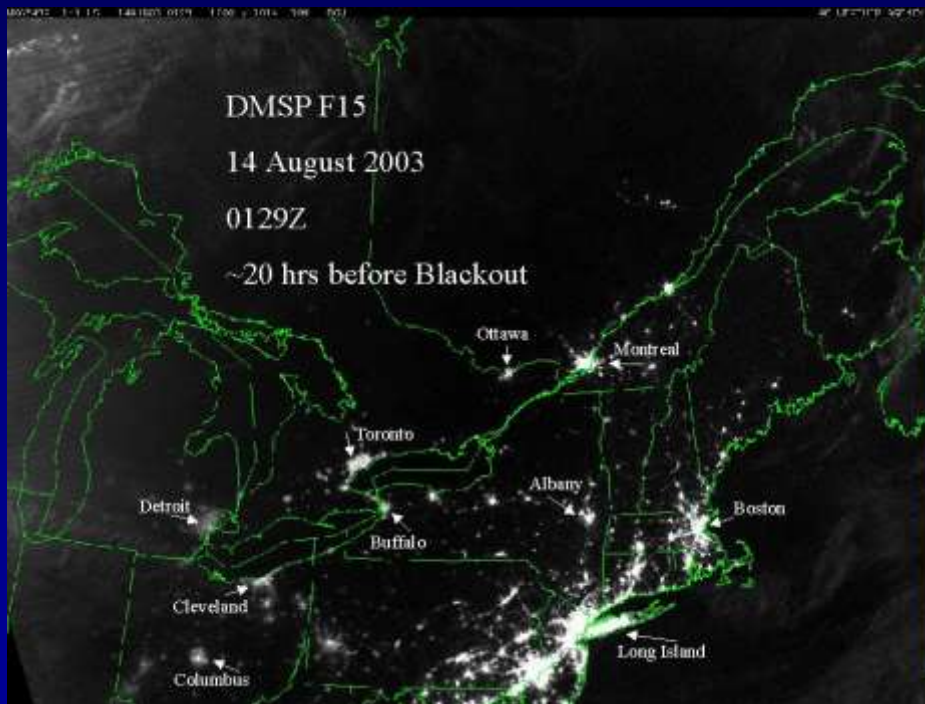 DMSP F15
14 August 2003
0129Z
~20 hrs before Blackout
Ottawa
Montreal
Toronto
Albany
Detroit
Boston
Buffalo
Cleveland
Long Island
Columbus